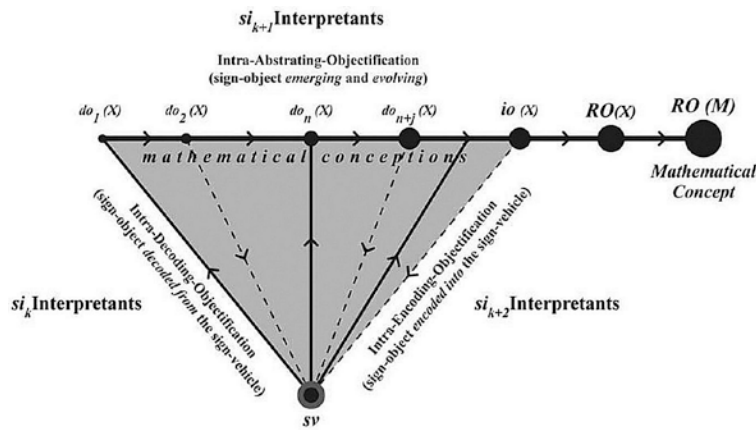 si_{k+1} Interpretants
Intra-Abstrating-Objectification
(sign-object emerging and evolving)
do_1(X) do_2(X) do_n(X) do_{n+j}(X) io(X) RO(X) RO (M)
mathematical conceptions
Mathematical
Concept
Intra-Decoding-Objectification
(sign-object decoded from the sign-vehicle)
Intra-Encoding-Objectification
(sign-object encoded into the sign-vehicle)
si_k Interpretants
si_{k+2} Interpretants
sv